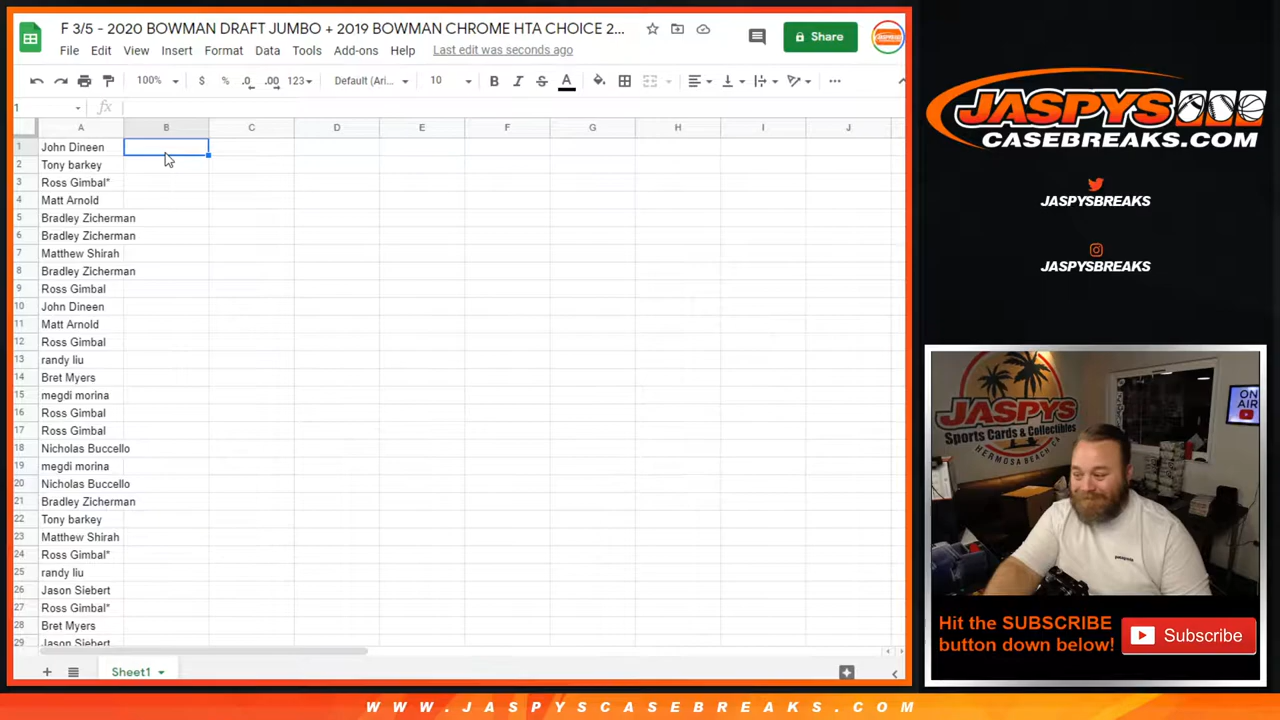 F 3/5 - 2020 BOWMAN DRAFT JUMBO + 2019 BOWMAN CHROME HTA CHOICE 2...
File Edit View Insert Format Data Tools Add-ons Help Last edit was seconds ago
Share
100% $ % .0 .00 123 Default (Ari... 10 B I S A
1 fx
A B C D E F G H I J
1 John Dineen
2 Tony barkey
3 Ross Gimbal*
4 Matt Arnold
5 Bradley Zicherman
6 Bradley Zicherman
7 Matthew Shirah
8 Bradley Zicherman
9 Ross Gimbal
10 John Dineen
11 Matt Arnold
12 Ross Gimbal
13 randy liu
14 Bret Myers
15 megdi morina
16 Ross Gimbal
17 Ross Gimbal
18 Nicholas Buccello
19 megdi morina
20 Nicholas Buccello
21 Bradley Zicherman
22 Tony barkey
23 Matthew Shirah
24 Ross Gimbal*
25 randy liu
26 Jason Siebert
27 Ross Gimbal*
28 Bret Myers
29 Jason Siebert
Sheet1
JASPYS
CASEBREAKS.COM
JASPYSBREAKS
JASPYSBREAKS
JASPYS
Sports Cards & Collectibles
HERMOSA BEACH CA
ON
AIR
patagonia
Hit the SUBSCRIBE
button down below!
Subscribe
WWW.JASPYSCASEBREAKS.COM